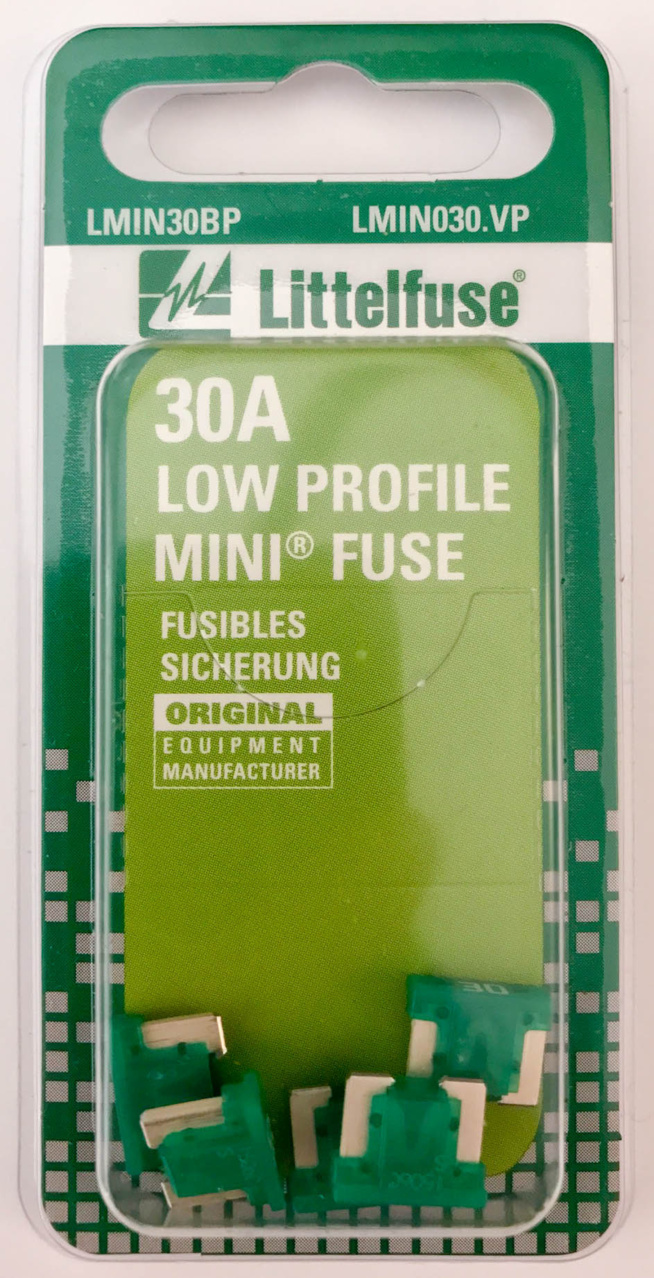 LMIN30BP LMIN030.VP
Littelfuse®
30A
LOW PROFILE
MINI® FUSE
FUSIBLES
SICHERUNG
ORIGINAL
EQUIPMENT
MANUFACTURER
30